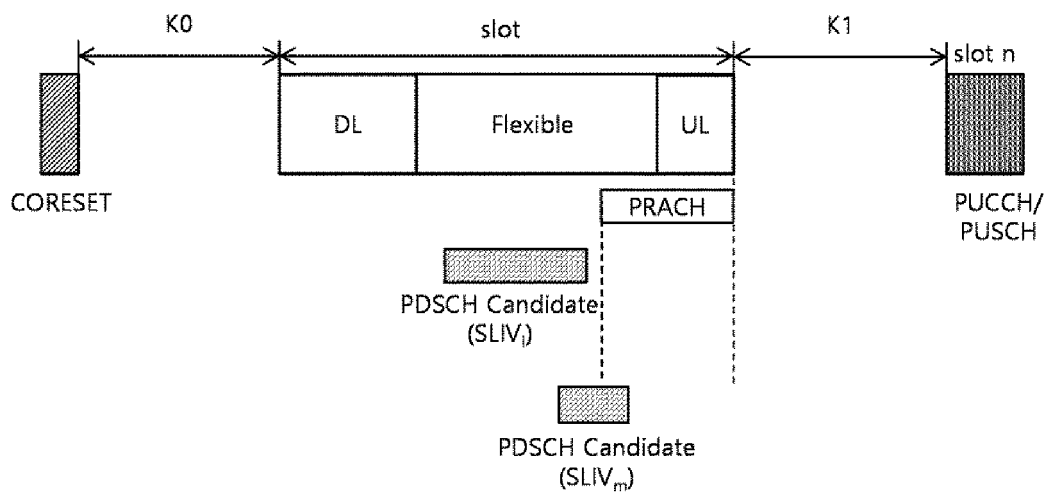 K0
slot
K1
slot n
DL
Flexible
UL
CORESET
PRACH
PUCCH/
PUSCH
PDSCH Candidate
(SLIVl)
PDSCH Candidate
(SLIVm)